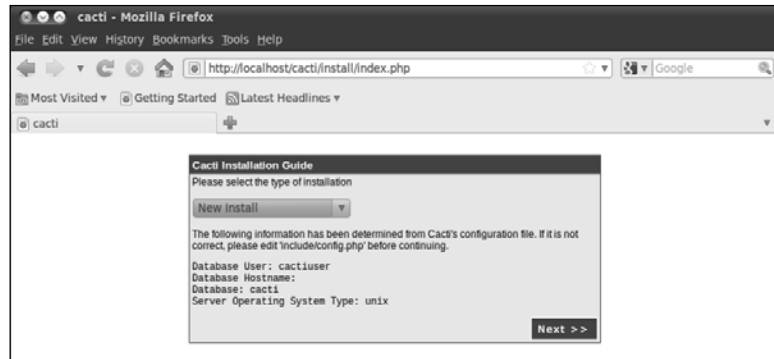 cacti - Mozilla Firefox
File Edit View History Bookmarks Tools Help
http://localhost/cacti/install/index.php
Google
Most Visited Getting Started Latest Headlines
cacti
Cacti Installation Guide
Please select the type of installation
New Install
The following information has been determined from Cacti's configuration file. If it is not
correct, please edit 'include/config.php' before continuing.
Database User: cactiuser
Database Hostname:
Database: cacti
Server Operating System Type: unix
Next >>